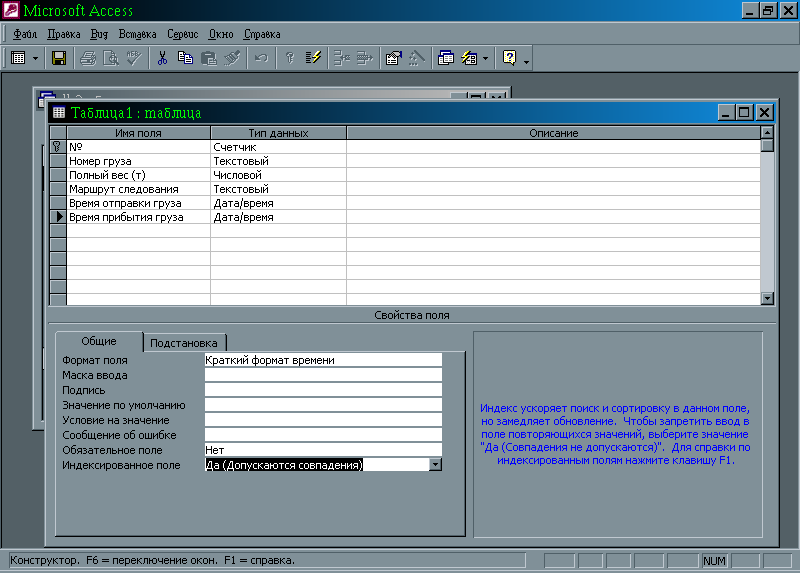 Microsoft Access
Файл Правка Вид Вставка Сервис Справка
Таблица1 : таблица
Имя поля Тип данных Описание
№ Счетчик
Номер груза Текстовый
Полный вес (т) Числовой
Маршрут следования Текстовый
Время отправки груза Дата/время
Время прибытия груза Дата/время
Свойства поля
Общие Подстановка
Формат поля Краткий формат времени
Маска ввода
Подпись
Значение по умолчанию
Условие на значение
Сообщение об ошибке
Обязательное поле Нет
Индексированное поле Да (Допускаются совпадения)
Индекс ускоряет поиск и сортировку в данном поле,
но замедляет обновление. Чтобы запретить ввод в
поле повторяющихся значений, выберите значение
"Да (Совпадения не допускаются)". Для справки по
индексированным полям нажмите клавишу F1.
Конструктор. F6 = переключение окон. F1 = справка. NUM